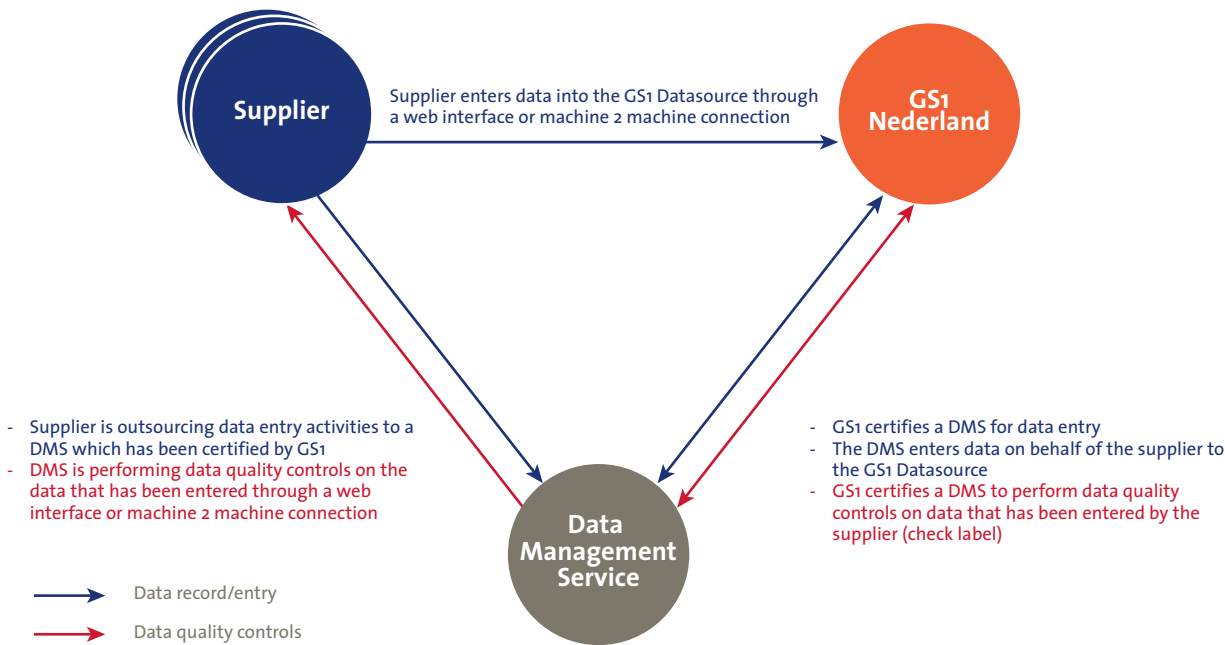 Supplier
Supplier enters data into the GS1 Datasource through
a web interface or machine 2 machine connection
GS1
Nederland
- Supplier is outsourcing data entry activities to a
DMS which has been certified by GS1
- DMS is performing data quality controls on the
data that has been entered through a web
interface or machine 2 machine connection
- GS1 certifies a DMS for data entry
- The DMS enters data on behalf of the supplier to
the GS1 Datasource
- GS1 certifies a DMS to perform data quality
controls on data that has been entered by the
supplier (check label)
Data
Management
Service
Data record/entry
Data quality controls